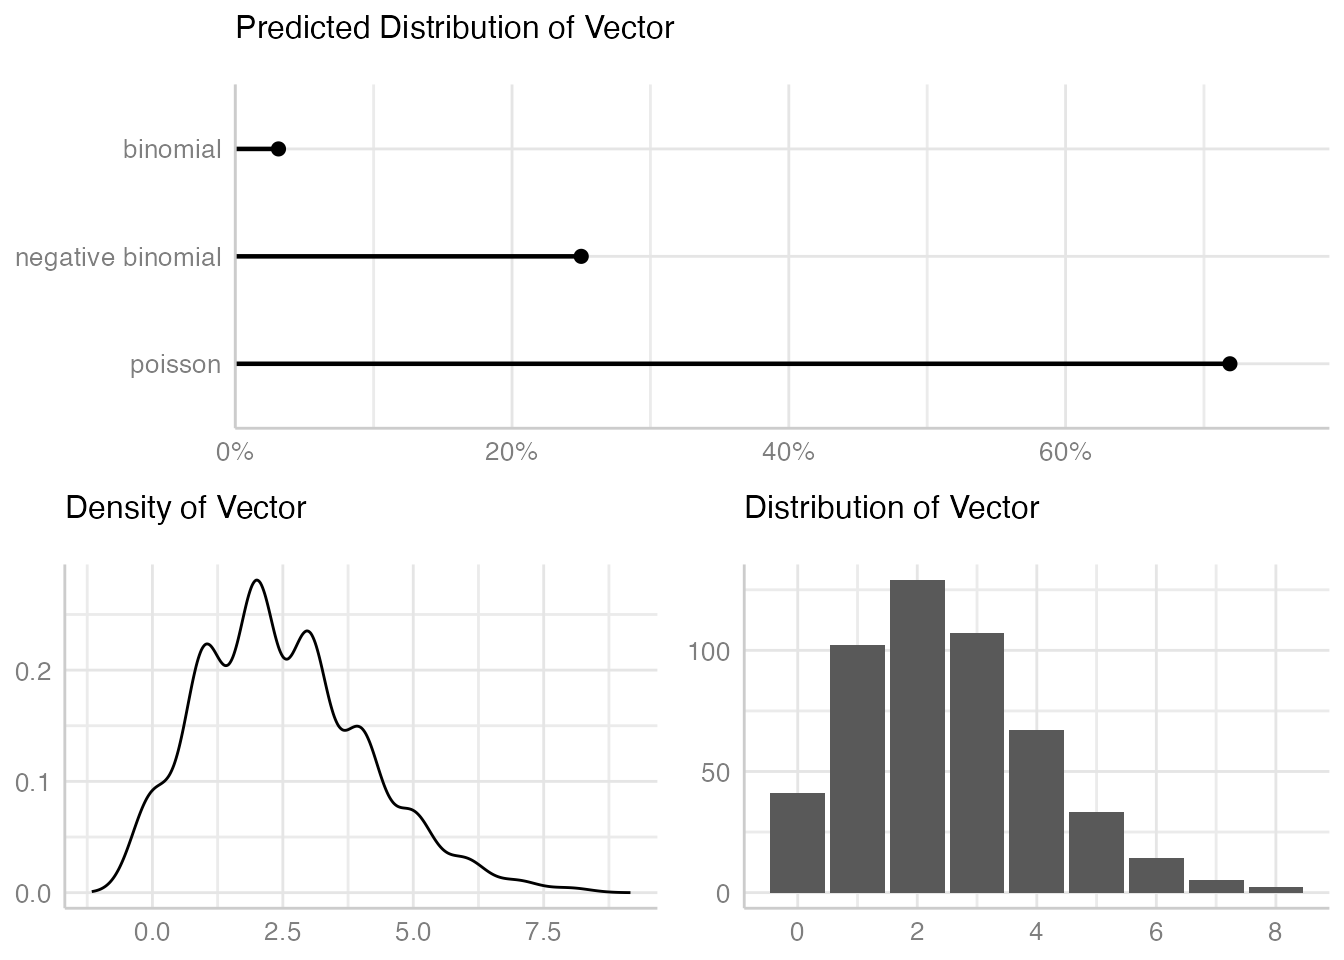 Predicted Distribution of Vector
binomial
negative binomial
poisson
0% 20% 40% 60%
Density of Vector
0.2
0.1
0.0
0.0 2.5 5.0 7.5
Distribution of Vector
100
50
0
0 2 4 6 8